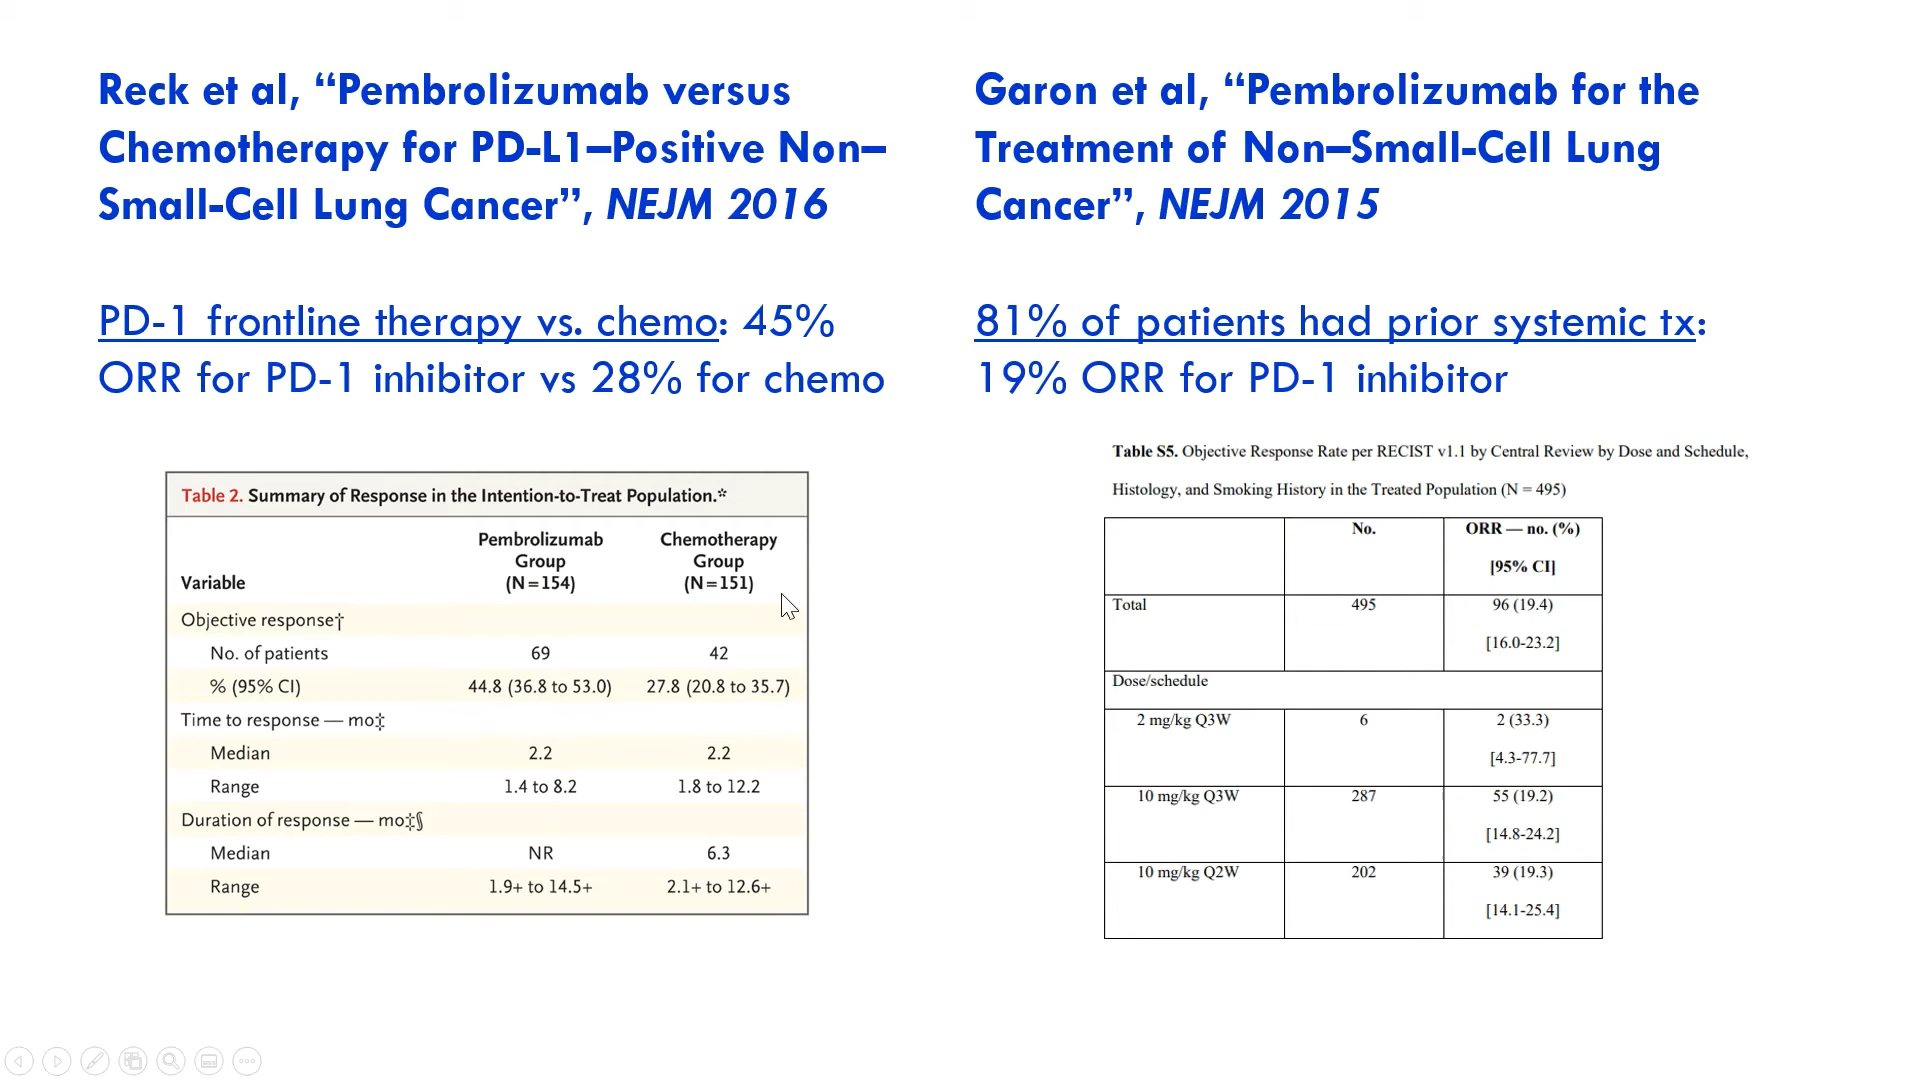 Reck et al, “Pembrolizumab versus
Chemotherapy for PD-L1–Positive Non–
Small-Cell Lung Cancer”, NEJM 2016
PD-1 frontline therapy vs. chemo: 45%
ORR for PD-1 inhibitor vs 28% for chemo
Table 2. Summary of Response in the Intention-to-Treat Population.*
Variable Pembrolizumab Group (N=154) Chemotherapy Group (N=151)
Objective response†
No. of patients 69 42
% (95% CI) 44.8 (36.8 to 53.0) 27.8 (20.8 to 35.7)
Time to response — mo‡
Median 2.2 2.2
Range 1.4 to 8.2 1.8 to 12.2
Duration of response — mo‡§
Median NR 6.3
Range 1.9+ to 14.5+ 2.1+ to 12.6+
Garon et al, “Pembrolizumab for the
Treatment of Non–Small-Cell Lung
Cancer”, NEJM 2015
81% of patients had prior systemic tx:
19% ORR for PD-1 inhibitor
Table S5. Objective Response Rate per RECIST v1.1 by Central Review by Dose and Schedule,
Histology, and Smoking History in the Treated Population (N = 495)
No. ORR — no. (%)
[95% CI]
Total 495 96 (19.4)
[16.0-23.2]
Dose/schedule
2 mg/kg Q3W 6 2 (33.3)
[4.3-77.7]
10 mg/kg Q3W 287 55 (19.2)
[14.8-24.2]
10 mg/kg Q2W 202 39 (19.3)
[14.1-25.4]